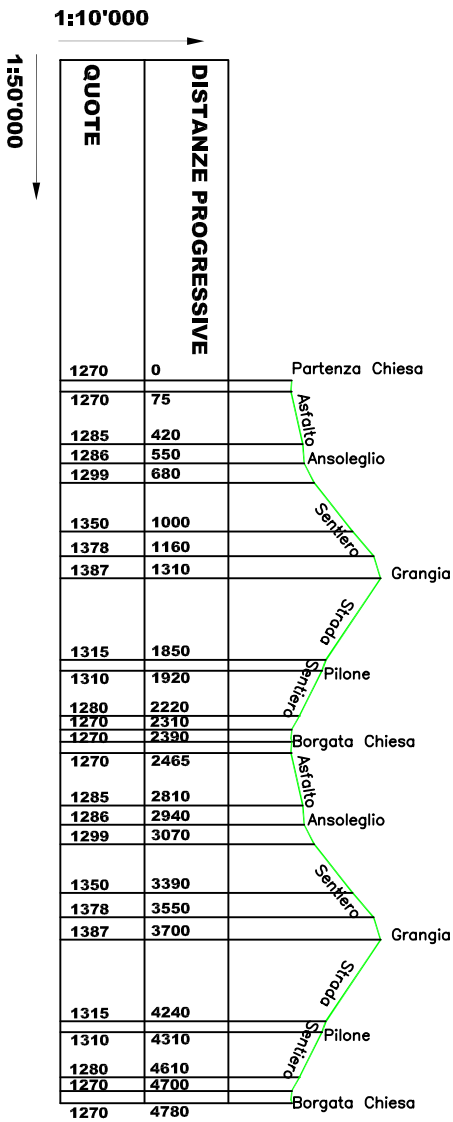 1:10'000
1:50'000
QUOTE
DISTANZE PROGRESSIVE
1270 0 Partenza Chiesa
1270 75
Asfalto
1285 420
1286 550 Ansoleglio
1299 680
Sentiero
1350 1000
1378 1160
1387 1310 Grangia
Strada
1315 1850
1310 1920 Pilone
Sentiero
1280 2220
1270 2310
1270 2390 Borgata Chiesa
1270 2465
Asfalto
1285 2810
1286 2940 Ansoleglio
1299 3070
Sentiero
1350 3390
1378 3550
1387 3700 Grangia
Strada
1315 4240
1310 4310 Pilone
Sentiero
1280 4610
1270 4700
1270 4780 Borgata Chiesa